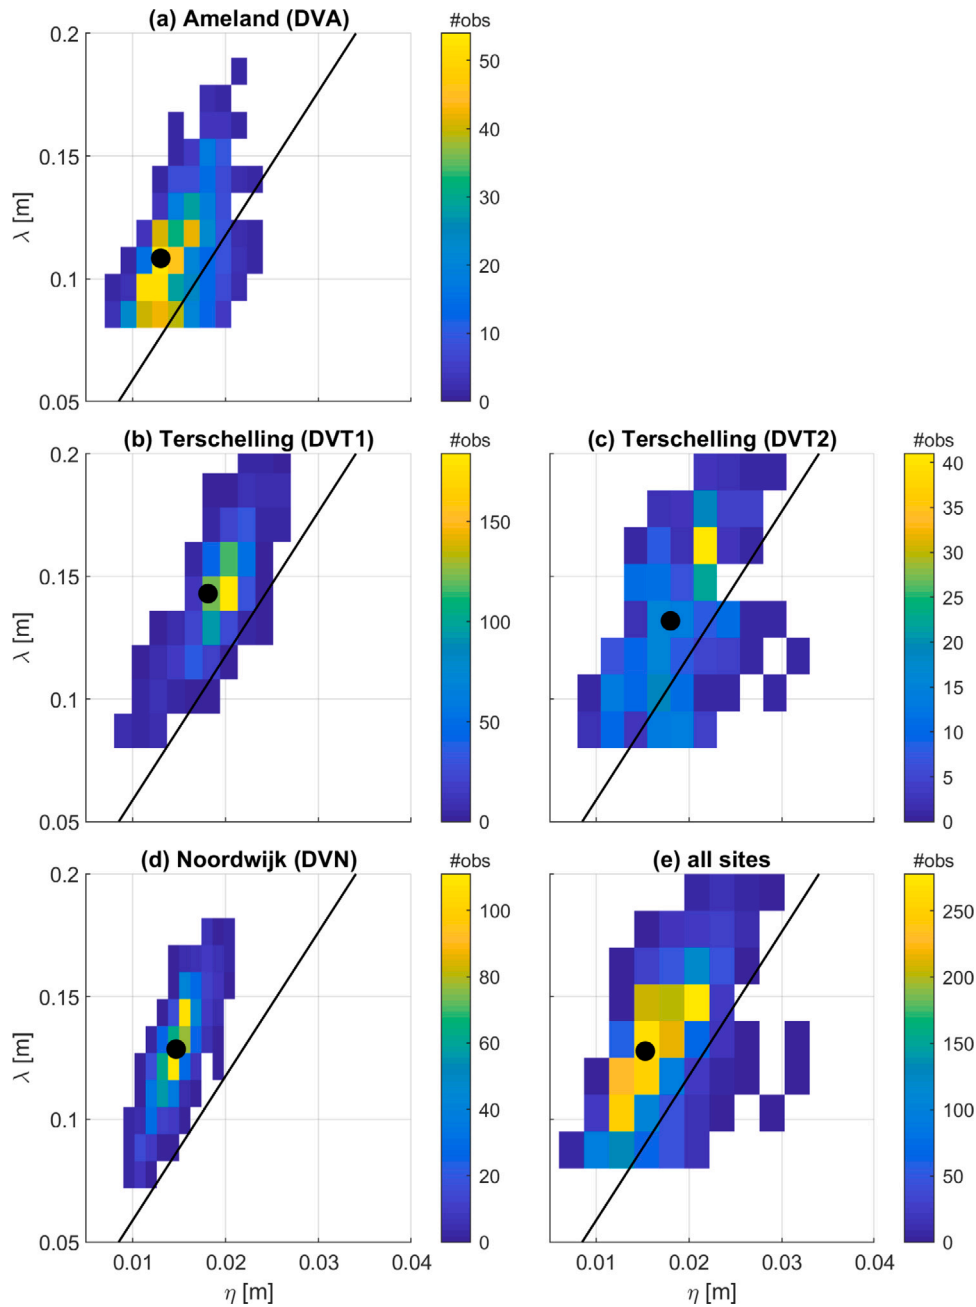 (a) Ameland (DVA)
#obs
0.2
0.15
0.1
0.05
λ [m]
50
40
30
20
10
0
(b) Terschelling (DVT1)
#obs
0.2
0.15
0.1
0.05
λ [m]
150
100
50
0
(c) Terschelling (DVT2)
#obs
40
35
30
25
20
15
10
5
0
(d) Noordwijk (DVN)
#obs
0.2
0.15
0.1
0.05
λ [m]
0.01 0.02 0.03 0.04
η [m]
100
80
60
40
20
0
(e) all sites
#obs
0.01 0.02 0.03 0.04
η [m]
250
200
150
100
50
0